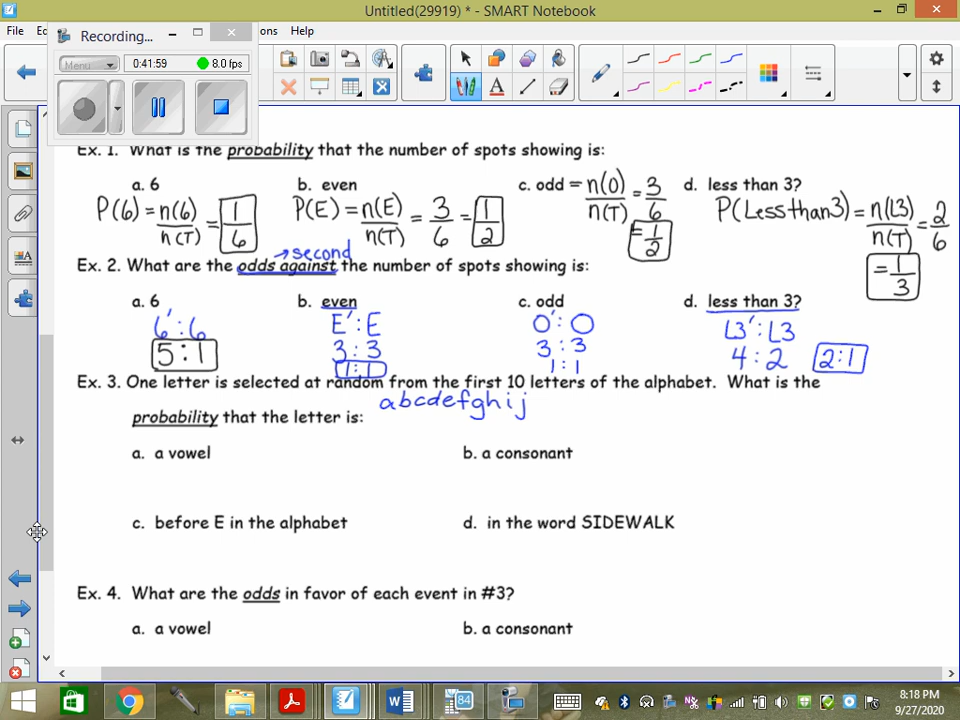 Untitled(29919) * - SMART Notebook
File Ed ons Help
Recording...
Menu 0:41:59 8.0 fps
Ex. 1. What is the probability that the number of spots showing is:
a. 6 b. even c. odd = n(O)/n(T) = 3/6 d. less than 3?
P(6) = n(6)/n(T) = 1/6 P(E) = n(E)/n(T) = 3/6 = 1/2 = 1/2 P(Less than 3) = n(L3)/n(T) = 2/6
= 1/3
→second
Ex. 2. What are the odds against the number of spots showing is:
a. 6 b. even c. odd d. less than 3?
6' : 6 E' : E O' : O L3' : L3
5 : 1 3 : 3 3 : 3 4 : 2 2 : 1
1 : 1 1 : 1
Ex. 3. One letter is selected at random from the first 10 letters of the alphabet. What is the
a b c d e f g h i j
probability that the letter is:
a. a vowel b. a consonant
c. before E in the alphabet d. in the word SIDEWALK
Ex. 4. What are the odds in favor of each event in #3?
a. a vowel b. a consonant
84
8:18 PM
9/27/2020